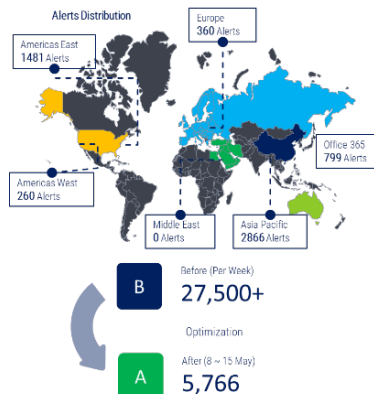 Alerts Distribution
Europe
360 Alerts
Americas East
1481 Alerts
Office 365
799 Alerts
Americas West
260 Alerts
Middle East
0 Alerts
Asia Pacific
2866 Alerts
B
Before (Per Week)
27,500+
Optimization
A
After (8 ~ 15 May)
5,766